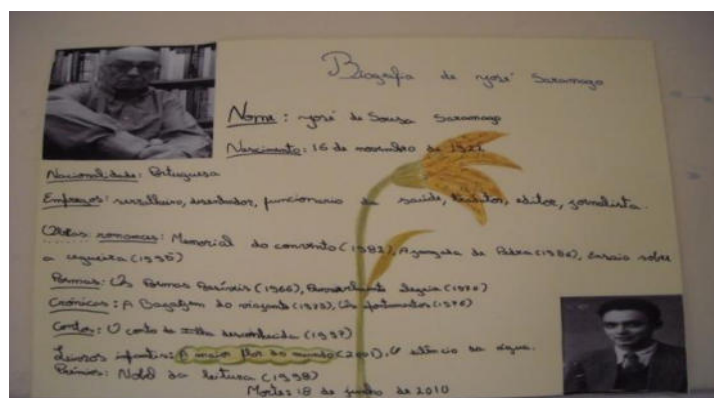 Biografia de José Saramago
Nome: José de Sousa Saramago
Nascimento: 16 de novembro de 1922
Nacionalidade: Portuguesa
Empregos: serralheiro, desenhador, funcionario da saúde, editor, jornalista.
Obras: romances: Memorial do convento (1982), A jangada de Pedra (1986), Ensaio sobre
a cegueira (1995)
Poemas: Os Poemas Possíveis (1966), Provavelmente Alegria (1970)
Crónicas: A Bagagem do viajante (1973), Os Apontamentos (1976)
Contos: O conto da ilha desconhecida (1997)
Livros infantis: A maior flor do mundo (2001), O silêncio da água.
Prémios: Nobel da leitura (1998)
Morte: 18 de junho de 2010